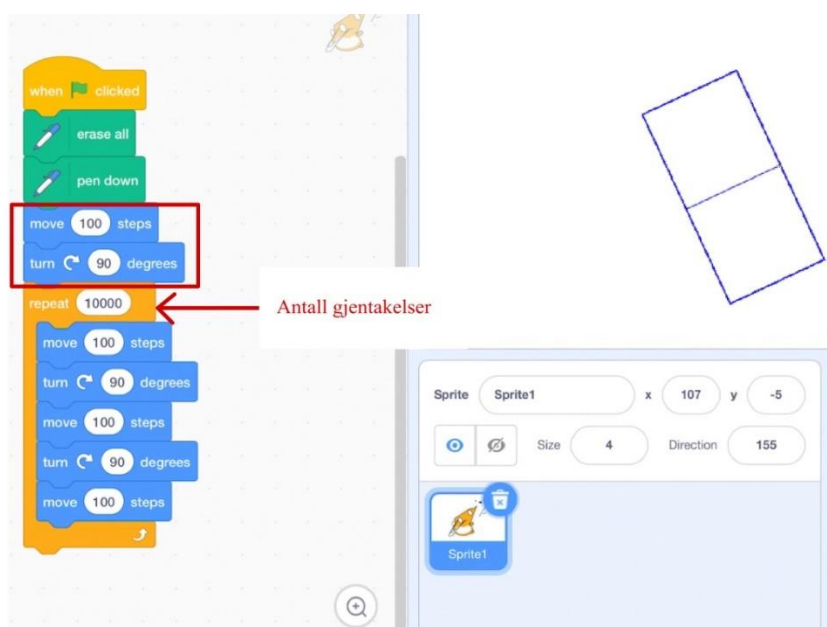 when clicked
erase all
pen down
move 100 steps
turn 90 degrees
repeat 10000
move 100 steps
turn 90 degrees
move 100 steps
turn 90 degrees
move 100 steps
Antall gjentakelser
Sprite Sprite1 x 107 y -5
Size 4 Direction 155
Sprite1